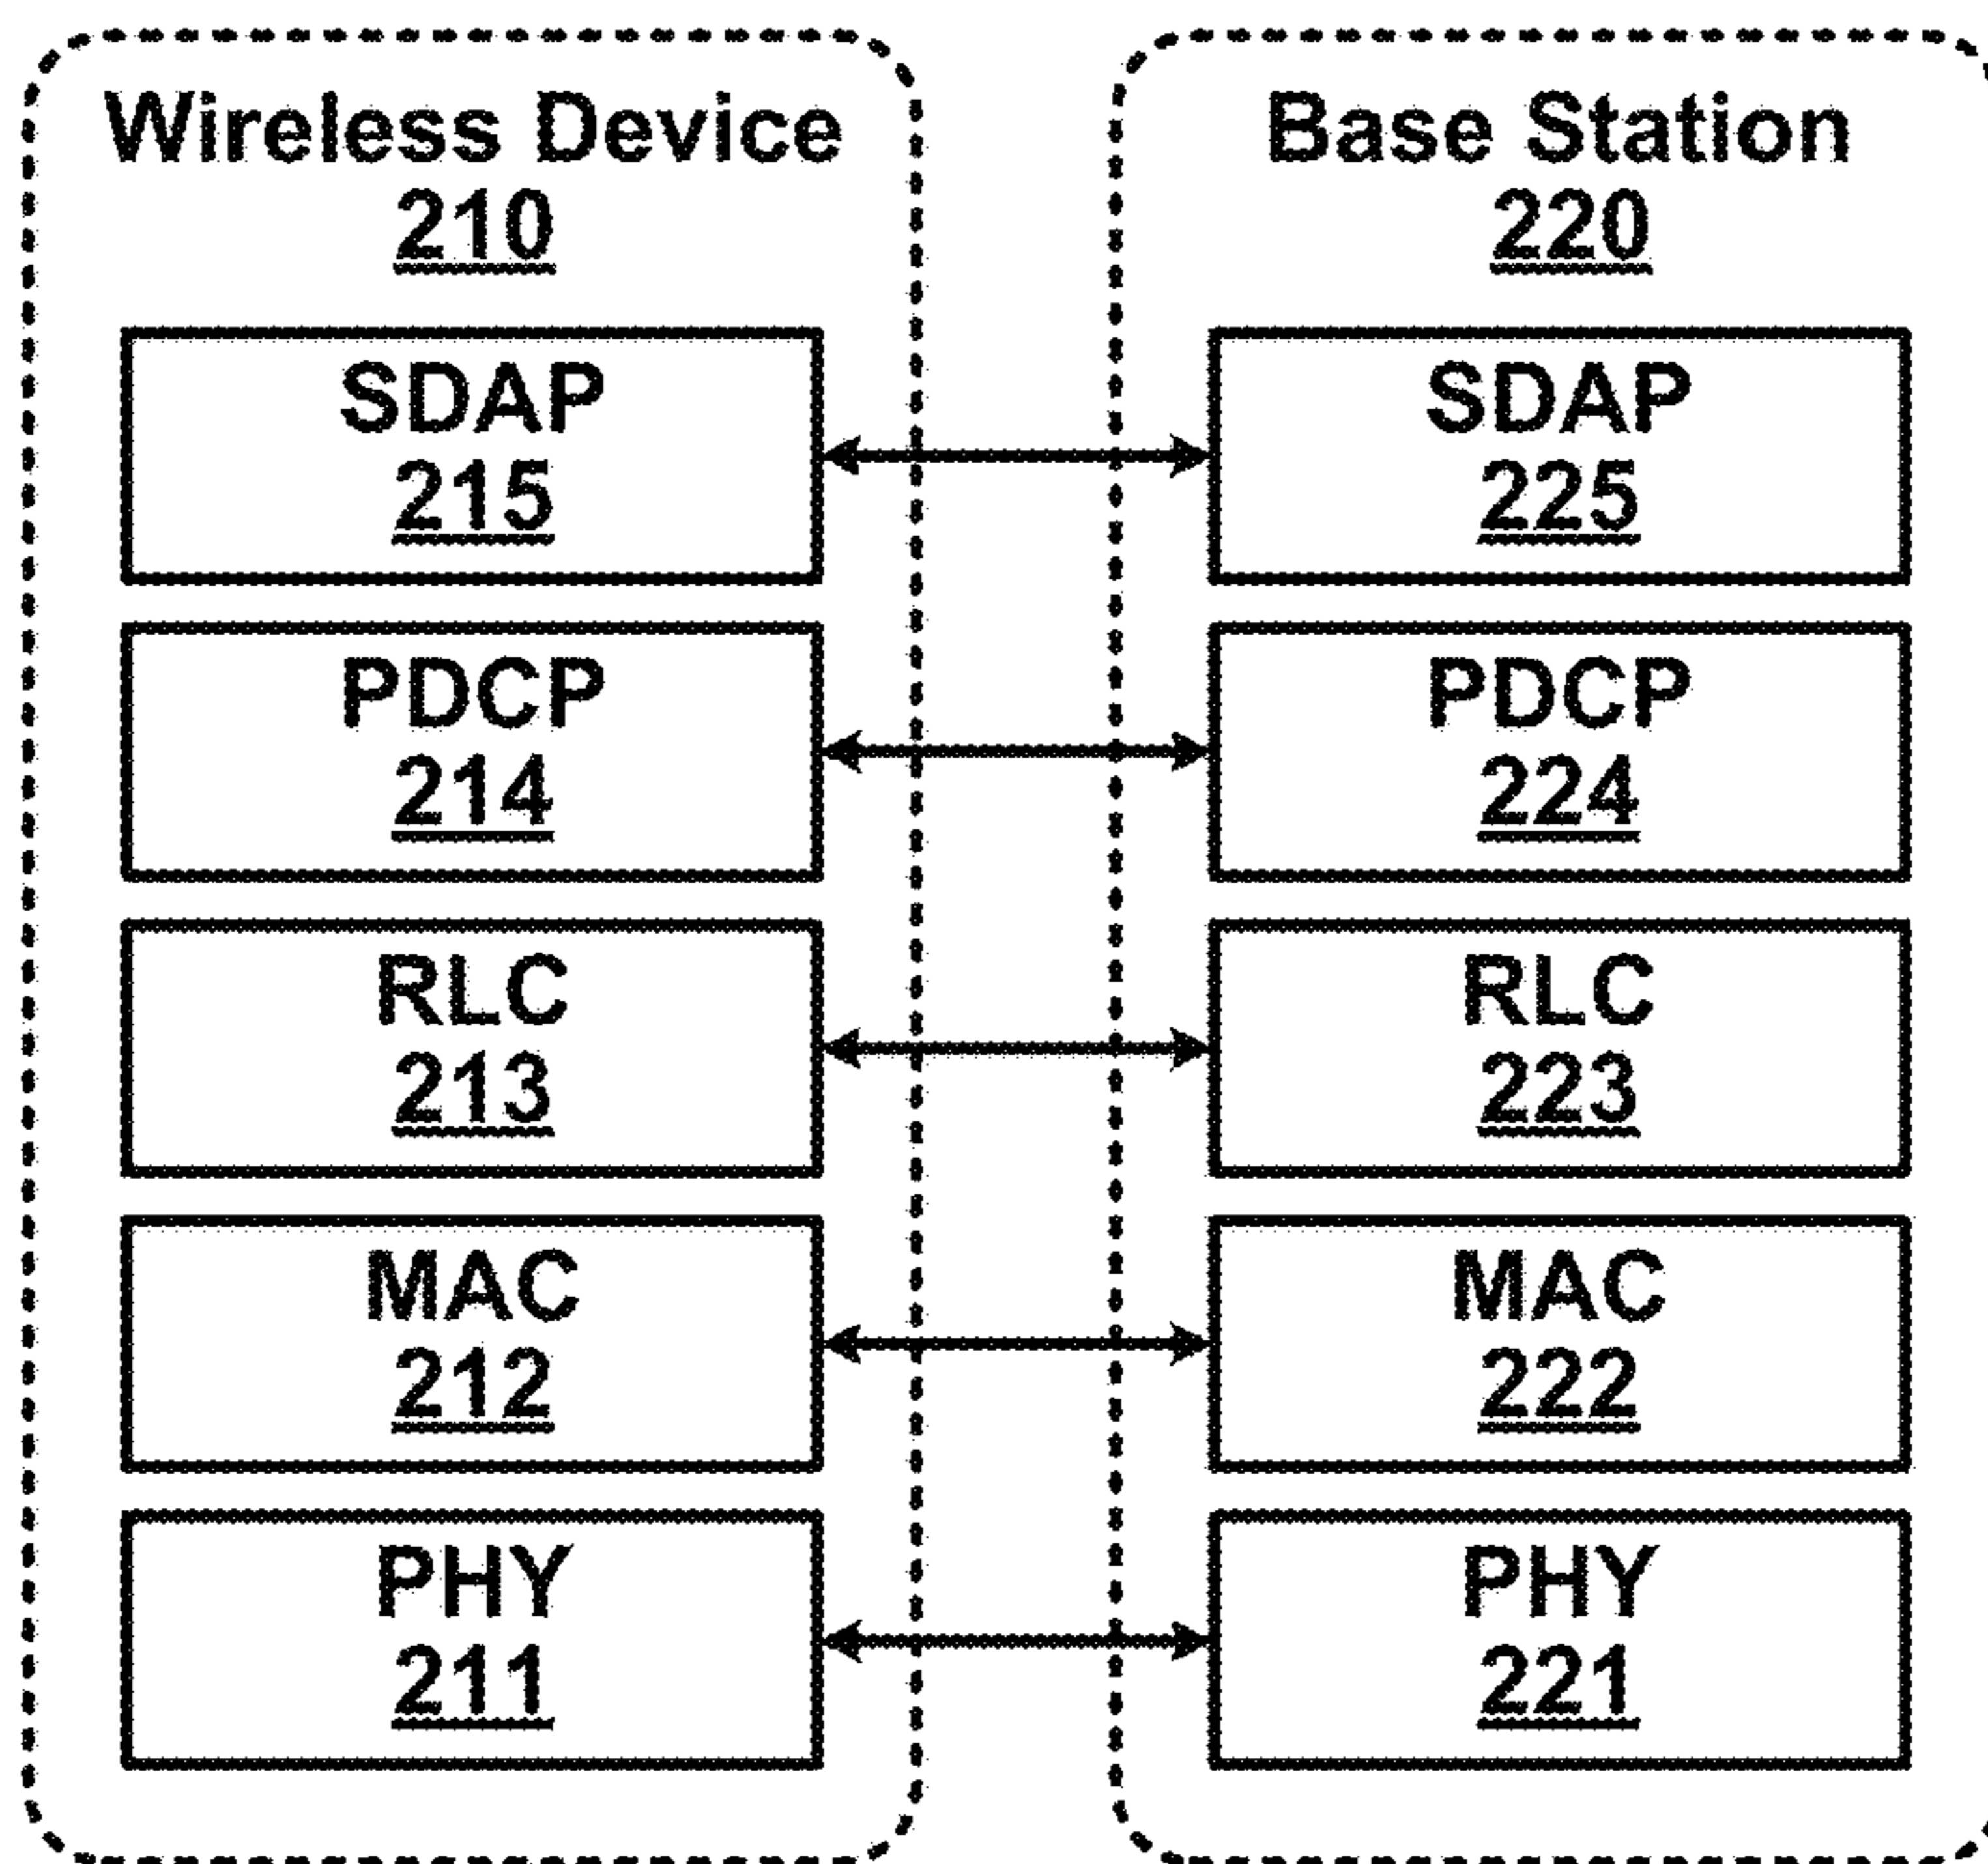 Wireless Device
210
SDAP
215
PDCP
214
RLC
213
MAC
212
PHY
211
Base Station
220
SDAP
225
PDCP
224
RLC
223
MAC
222
PHY
221